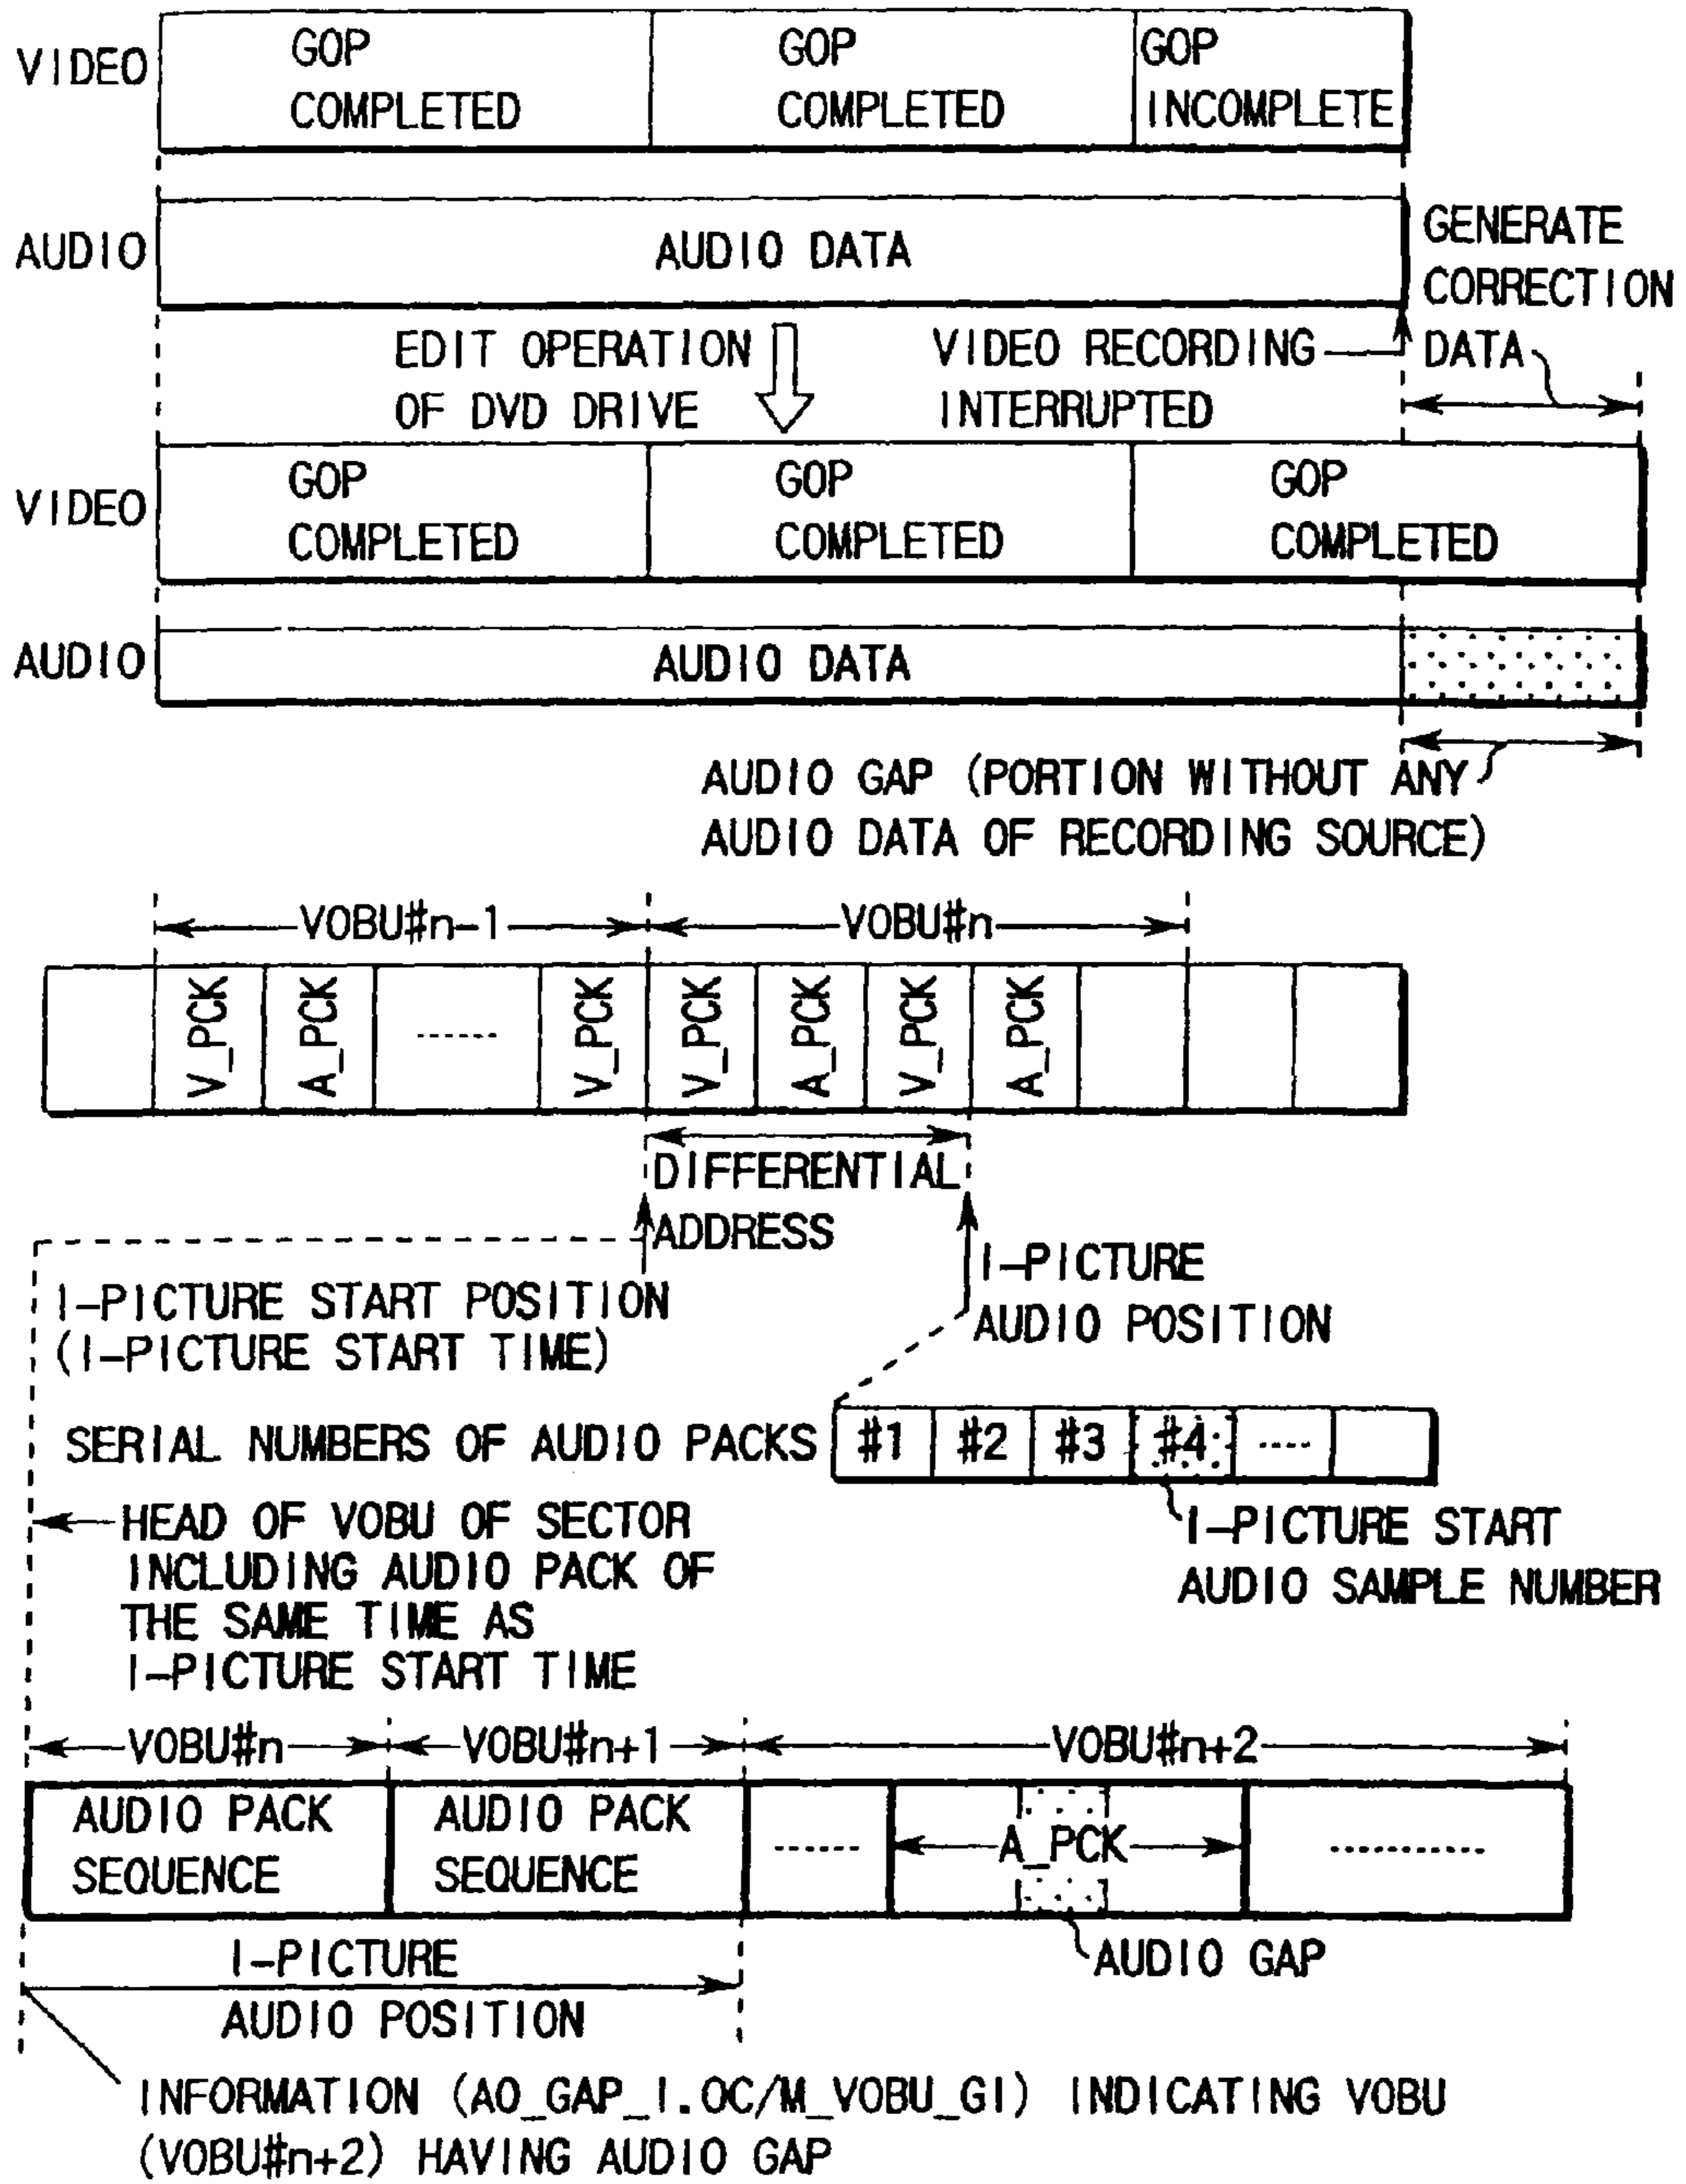 VIDEO
GOP
COMPLETED
GOP
COMPLETED
GOP
INCOMPLETE
AUDIO
AUDIO DATA
GENERATE
CORRECTION
DATA
EDIT OPERATION
OF DVD DRIVE
VIDEO RECORDING
INTERRUPTED
VIDEO
GOP
COMPLETED
GOP
COMPLETED
GOP
COMPLETED
AUDIO
AUDIO DATA
AUDIO GAP (PORTION WITHOUT ANY
AUDIO DATA OF RECORDING SOURCE)
VOBU#n-1
VOBU#n
V_PCK
A_PCK
V_PCK
V_PCK
A_PCK
V_PCK
A_PCK
DIFFERENTIAL
ADDRESS
I-PICTURE START POSITION
(I-PICTURE START TIME)
I-PICTURE
AUDIO POSITION
SERIAL NUMBERS OF AUDIO PACKS
#1
#2
#3
#4
I-PICTURE START
AUDIO SAMPLE NUMBER
HEAD OF VOBU OF SECTOR
INCLUDING AUDIO PACK OF
THE SAME TIME AS
I-PICTURE START TIME
VOBU#n
VOBU#n+1
VOBU#n+2
AUDIO PACK
SEQUENCE
AUDIO PACK
SEQUENCE
A_PCK
I-PICTURE
AUDIO POSITION
AUDIO GAP
INFORMATION (A0_GAP_I.OC/M_VOBU_GI) INDICATING VOBU
(VOBU#n+2) HAVING AUDIO GAP